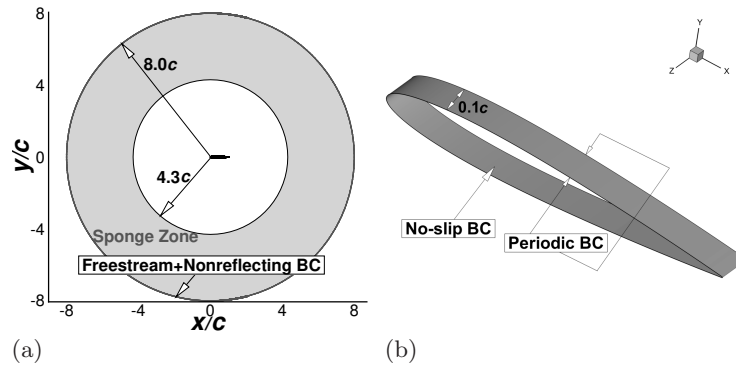 8
4
0
-4
-8
y/c
8.0c
4.3c
Sponge Zone
Freestream+Nonreflecting BC
-8 -4 0 4 8
x/c
(a)
Y
Z X
0.1c
No-slip BC
Periodic BC
(b)